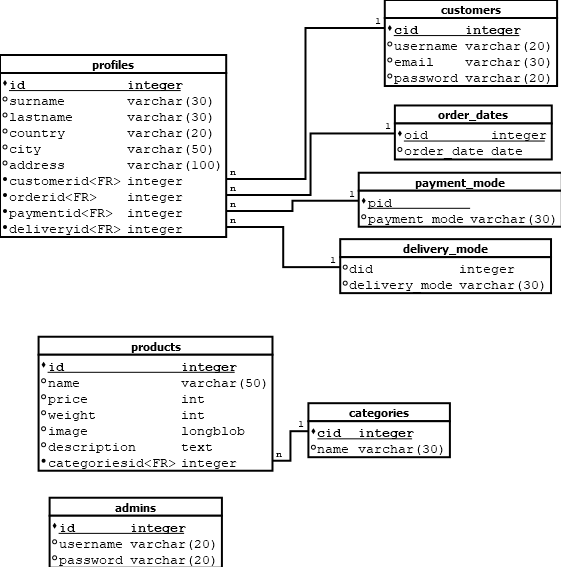 customers
cid integer
username varchar(20)
email varchar(30)
password varchar(20)
1
profiles
id integer
surname varchar(30)
lastname varchar(30)
country varchar(20)
city varchar(50)
address varchar(100)
customerid<FR> integer
orderid<FR> integer
paymentid<FR> integer
deliveryid<FR> integer
n
n
n
n
order_dates
1
oid integer
order_date date
payment_mode
1
pid
payment_mode varchar(30)
delivery_mode
1
did integer
delivery_mode varchar(30)
products
id integer
name varchar(50)
price int
weight int
image longblob
description text
categoriesid<FR> integer
n
categories
1
cid integer
name varchar(30)
admins
id integer
username varchar(20)
password varchar(20)